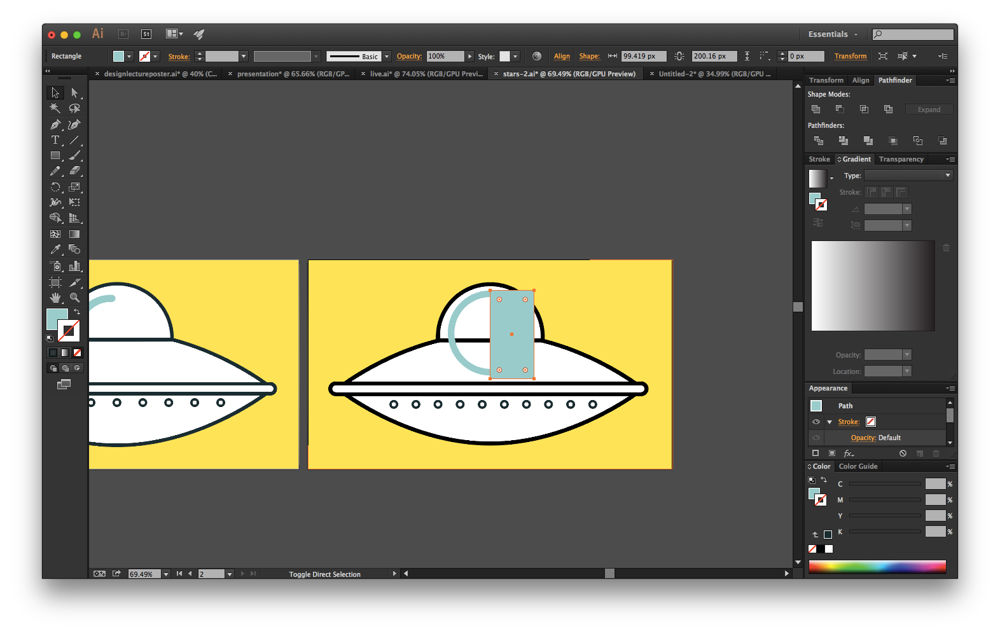 Ai Br St Essentials
Rectangle Stroke: Basic Opacity: 100% Style: Align Shape: 99.419 px 200.16 px 0 px Transform
× designlectureposter.ai* @ 40% (C... × presentation* @ 65.66% (RGB/GP... × live.ai* @ 74.05% (RGB/GPU Previ... × stars-2.ai* @ 69.49% (RGB/GPU Preview) × Untitled-2* @ 34.99% (RGB/GPU ...
Transform Align Pathfinder
Shape Modes:
Expand
Pathfinders:
Stroke Gradient Transparency
Type:
Stroke:
Opacity:
Location:
Appearance
Path
Stroke:
Opacity: Default
fx
Color Color Guide
C %
M %
Y %
K %
T
69.49% 2 Toggle Direct Selection